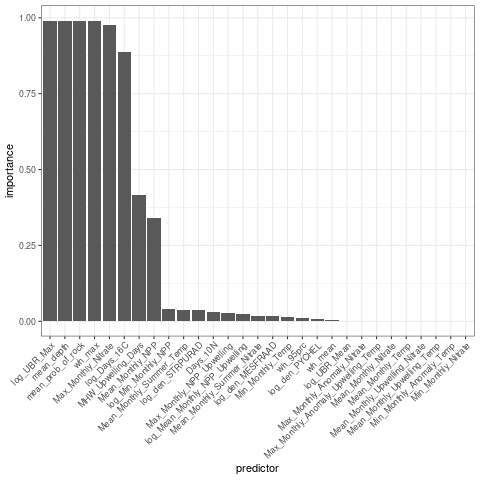 1.00
0.75
0.50
0.25
0.00
importance
log_UBR_Max
mean_depth
mean_prob_of_rock
wh_max
Max_Monthly_Nitrate
log_Days_16C
MHW_Upwelling_Days
Mean_Monthly_NPP
log_Min_Monthly_NPP
Mean_Monthly_Summer_Temp
log_den_STRPURAD
Days_10N
Max_Monthly_NPP_Upwelling
log_Mean_Monthly_NPP_Upwelling
Mean_Monthly_Summer_Nitrate
log_den_MESFRAAD
Min_Monthly_Temp
wh_95prc
log_den_PYCHEL
wh_mean
log_UBR_Mean
Max_Monthly_Anomaly_Nitrate
Max_Monthly_Anomaly_Upwelling_Temp
Mean_Monthly_Nitrate
Mean_Monthly_Temp
Mean_Monthly_Upwelling_Nitrate
Mean_Monthly_Upwelling_Temp
Min_Monthly_Anomaly_Temp
Min_Monthly_Nitrate
predictor